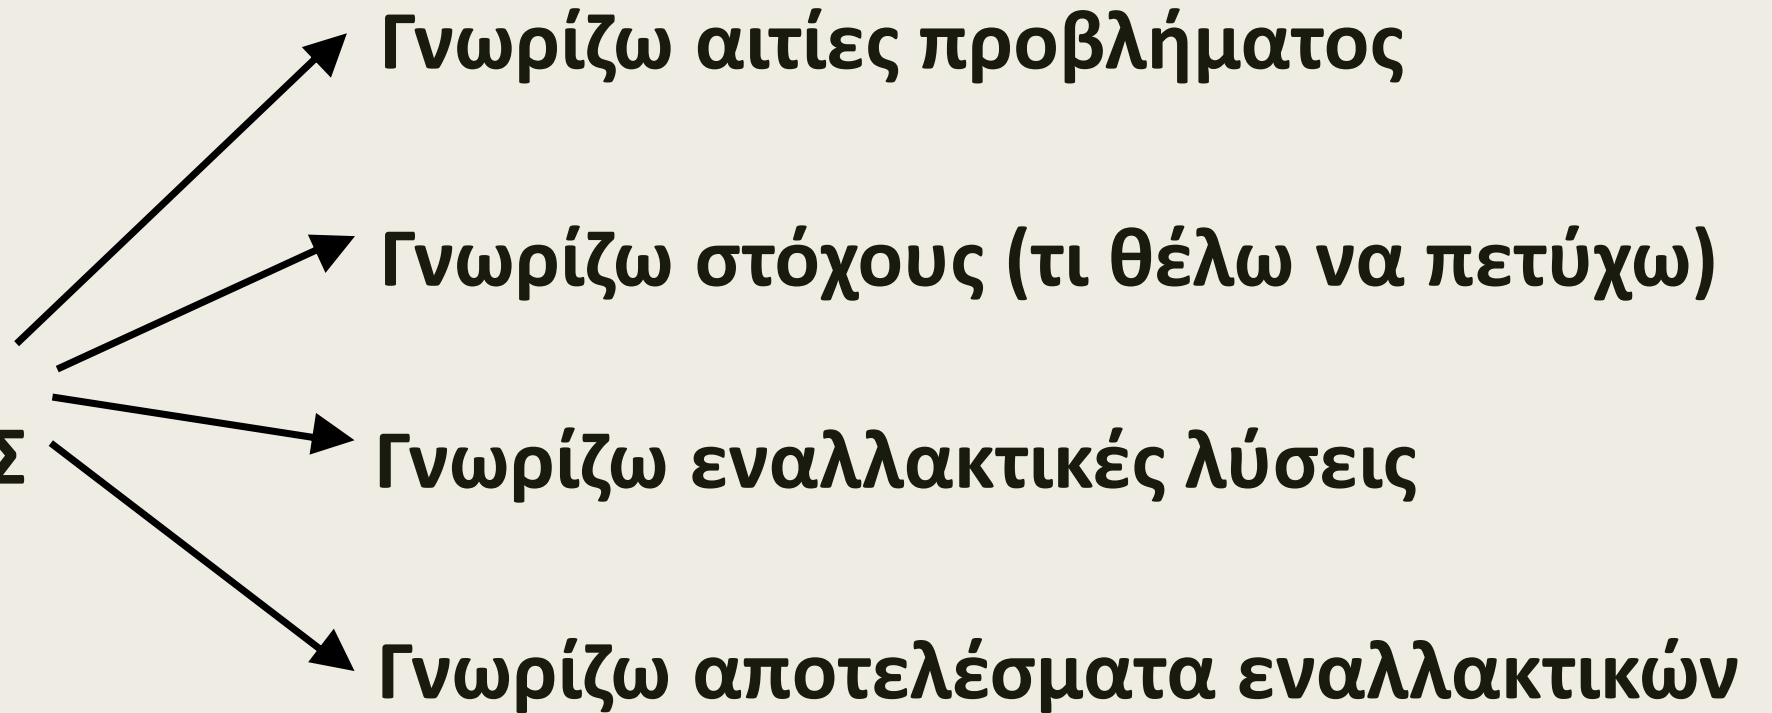 Γνωρίζω αιτίες προβλήματος
Γνωρίζω στόχους (τι θέλω να πετύχω)
Σ
Γνωρίζω εναλλακτικές λύσεις
Γνωρίζω αποτελέσματα εναλλακτικών